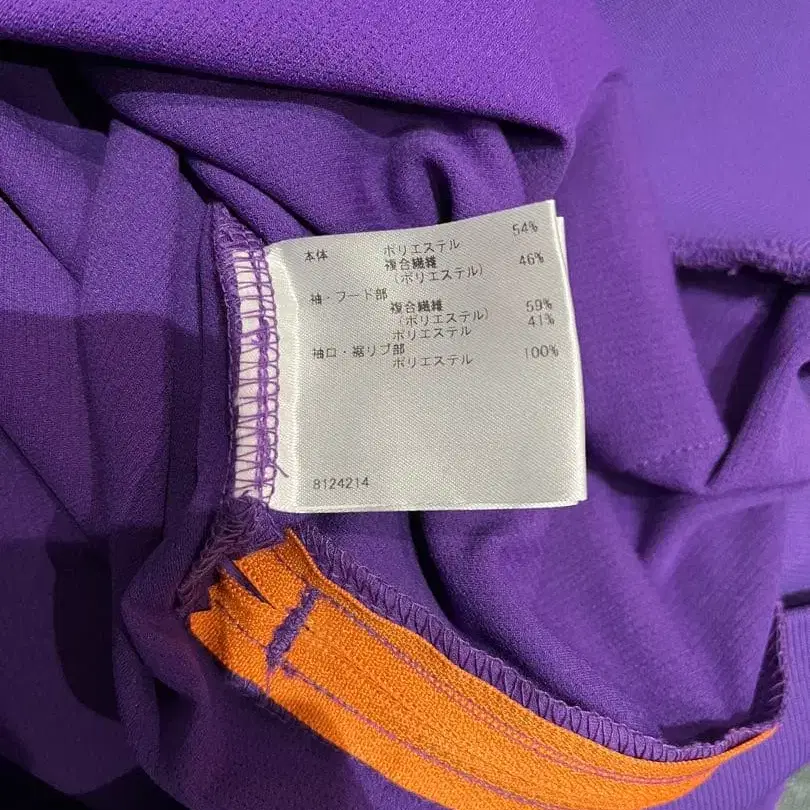 本体 ポリエステル 54%
複合繊維 46%
(ポリエステル)
袖・フード部
複合繊維 59%
(ポリエステル) 41%
ポリエステル
袖口・裾リブ部
ポリエステル 100%
8124214